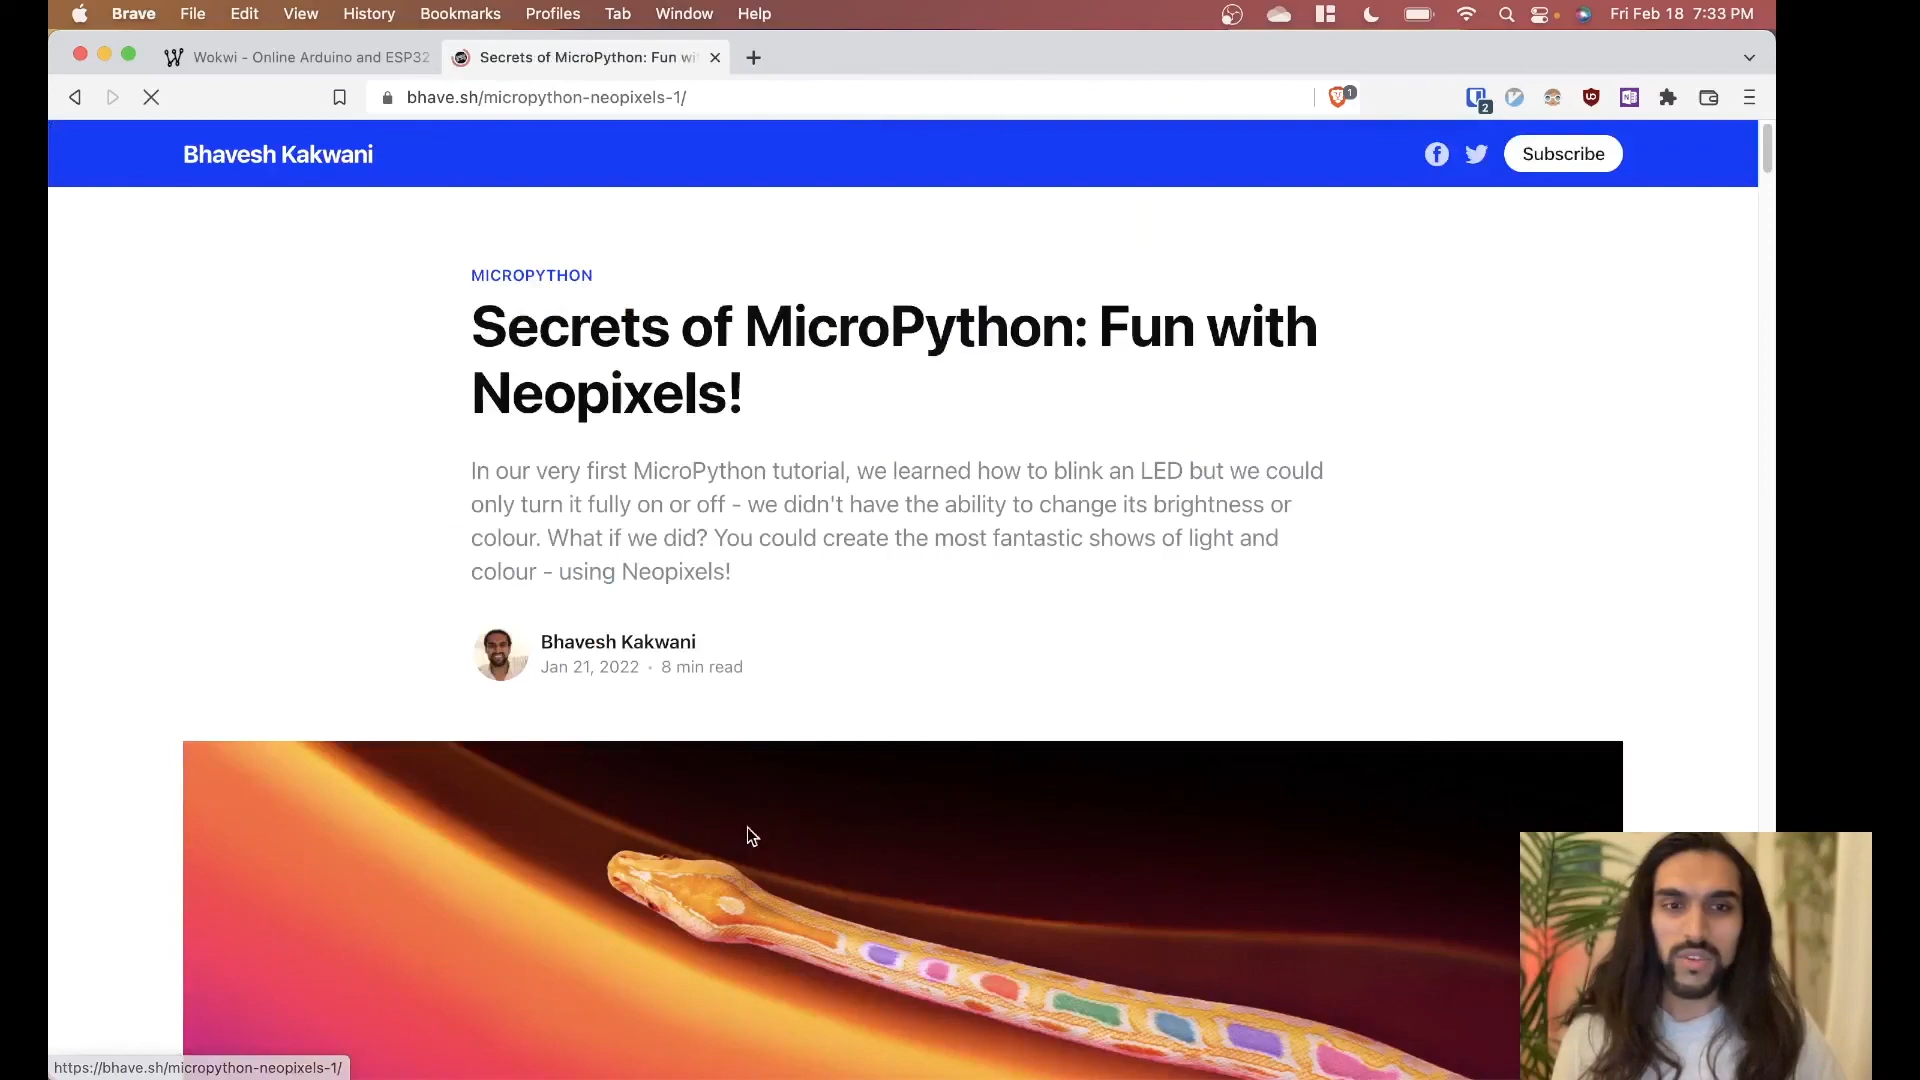 Brave File Edit View History Bookmarks Profiles Tab Window Help Fri Feb 18 7:33 PM
Wokwi - Online Arduino and ESP32 Secrets of MicroPython: Fun wi
bhave.sh/micropython-neopixels-1/ 1 2
Bhavesh Kakwani Subscribe
MICROPYTHON
Secrets of MicroPython: Fun with
Neopixels!
In our very first MicroPython tutorial, we learned how to blink an LED but we could
only turn it fully on or off - we didn't have the ability to change its brightness or
colour. What if we did? You could create the most fantastic shows of light and
colour - using Neopixels!
Bhavesh Kakwani
Jan 21, 2022 • 8 min read
https://bhave.sh/micropython-neopixels-1/